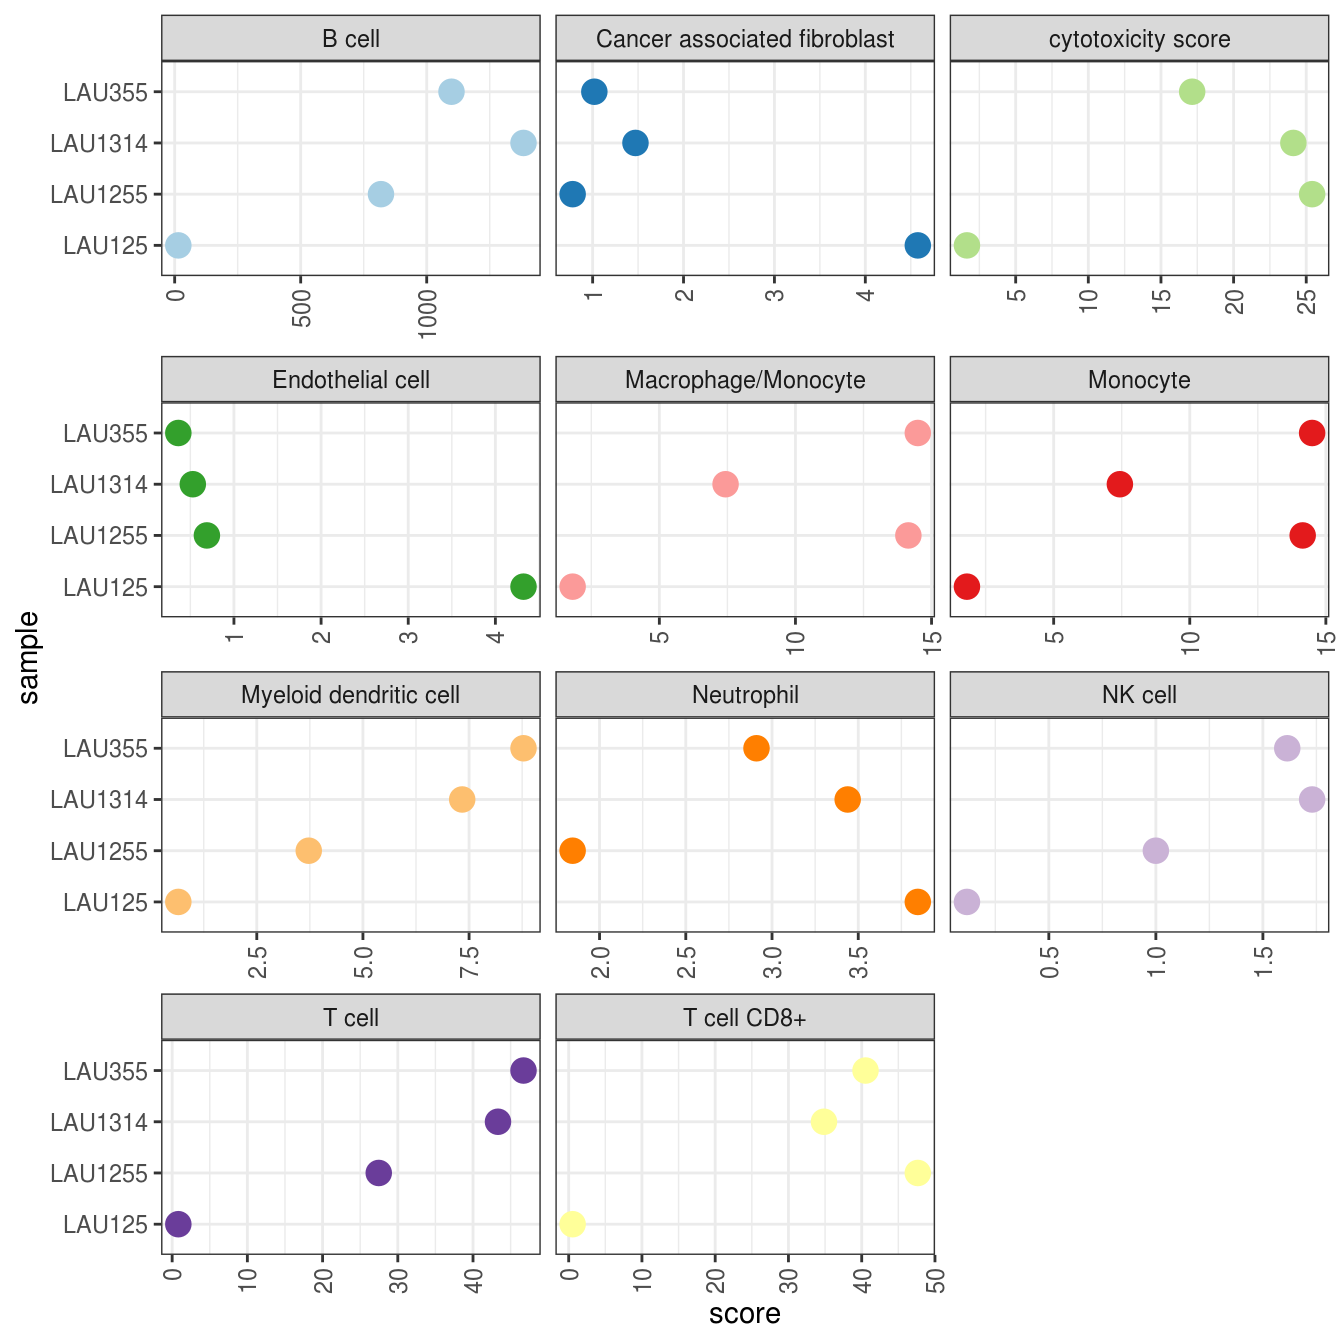 B cell
Cancer associated fibroblast
cytotoxicity score
LAU355
LAU1314
LAU1255
LAU125
0 500 1000
1 2 3 4
5 10 15 20 25
Endothelial cell
Macrophage/Monocyte
Monocyte
LAU355
LAU1314
LAU1255
LAU125
1 2 3 4
5 10 15
5 10 15
sample
Myeloid dendritic cell
Neutrophil
NK cell
LAU355
LAU1314
LAU1255
LAU125
2.5 5.0 7.5
2.0 2.5 3.0 3.5
0.5 1.0 1.5
T cell
T cell CD8+
LAU355
LAU1314
LAU1255
LAU125
0 10 20 30 40
0 10 20 30 40 50
score